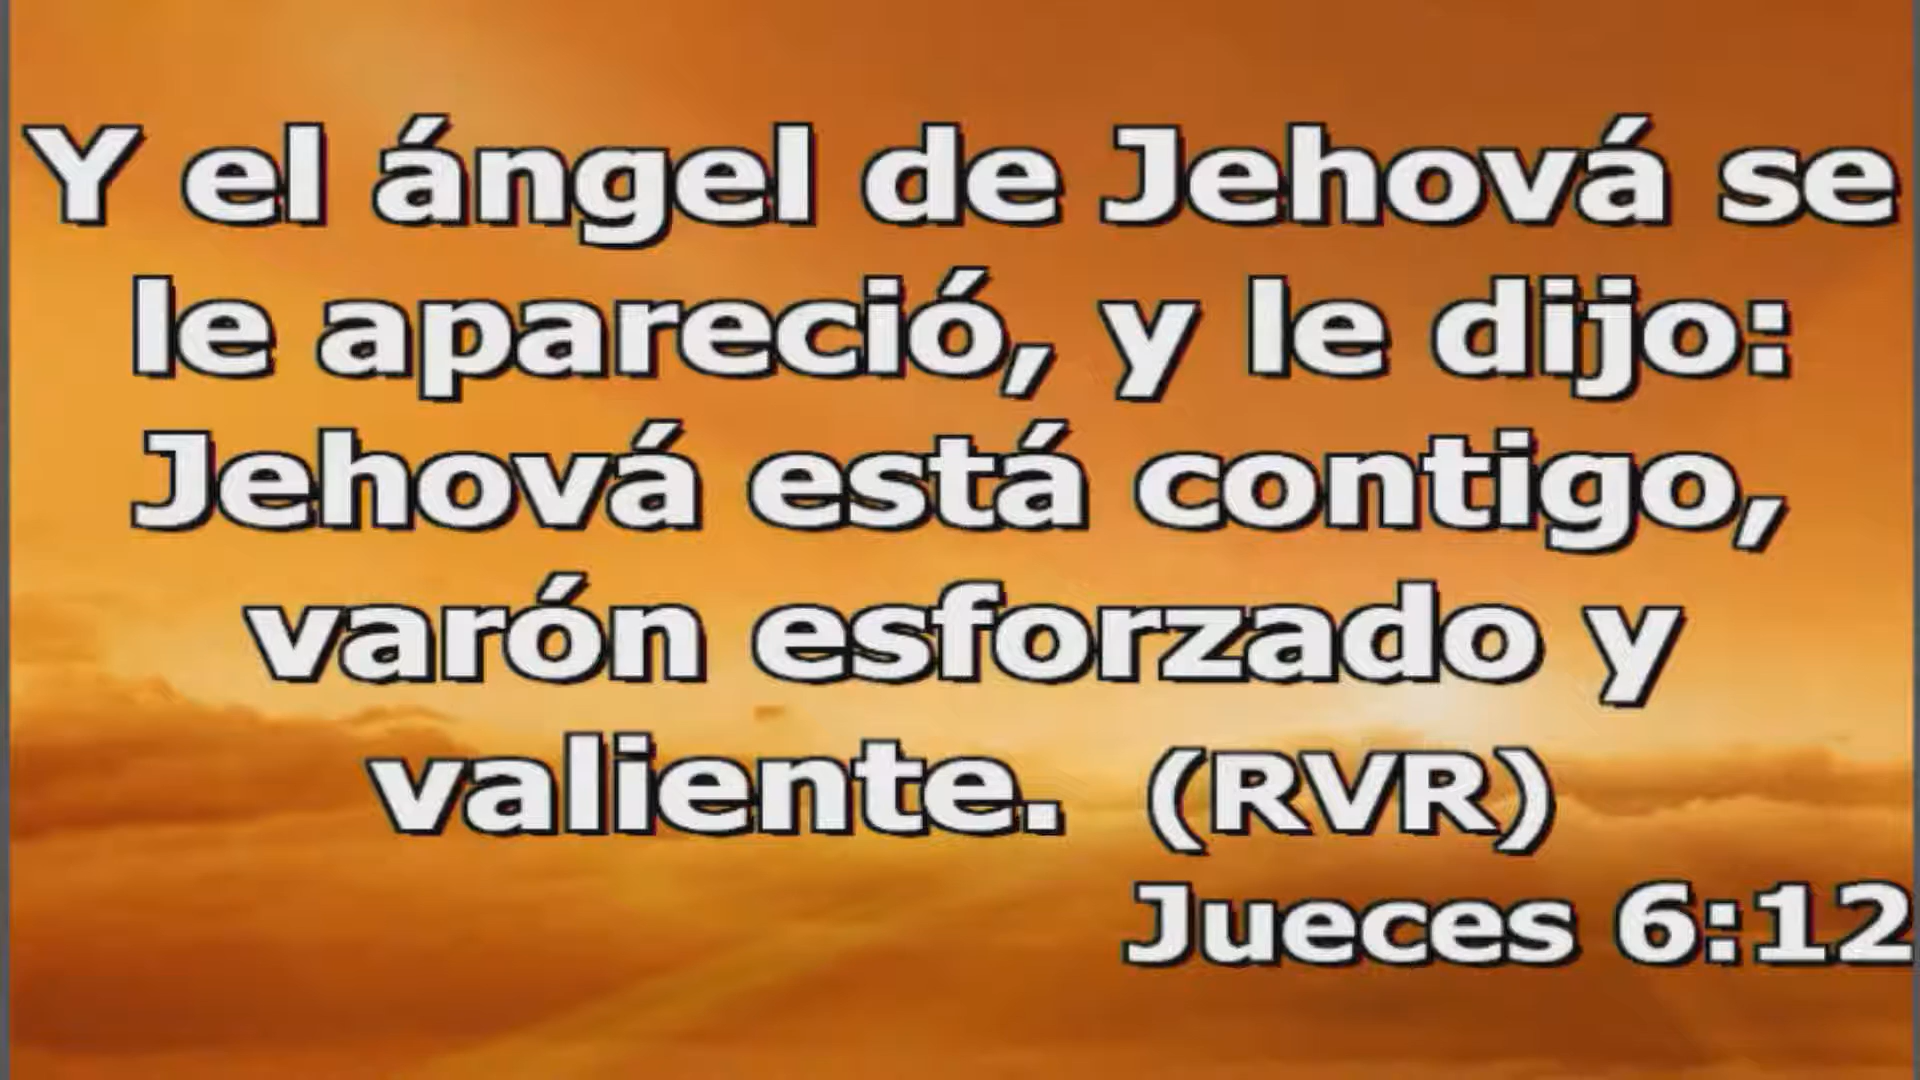 Y el ángel de Jehová se
le apareció, y le dijo:
Jehová está contigo,
varón esforzado y
valiente. (RVR)
Jueces 6:12